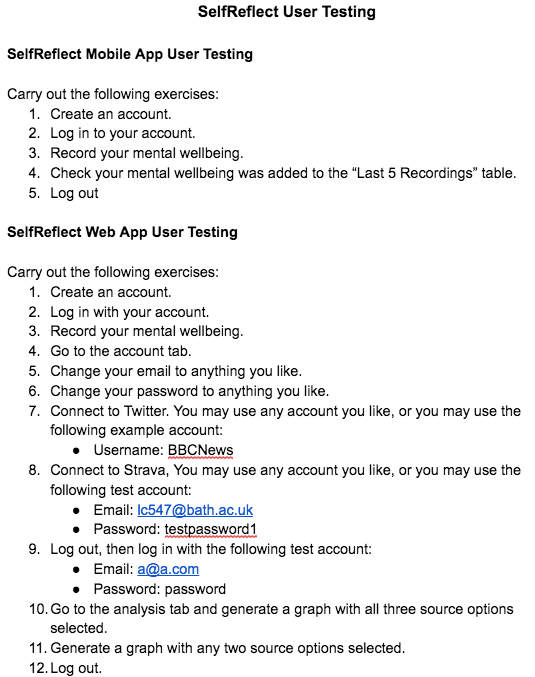 SelfReflect User Testing
SelfReflect Mobile App User Testing
Carry out the following exercises:
1. Create an account.
2. Log in to your account.
3. Record your mental wellbeing.
4. Check your mental wellbeing was added to the “Last 5 Recordings” table.
5. Log out
SelfReflect Web App User Testing
Carry out the following exercises:
1. Create an account.
2. Log in with your account.
3. Record your mental wellbeing.
4. Go to the account tab.
5. Change your email to anything you like.
6. Change your password to anything you like.
7. Connect to Twitter. You may use any account you like, or you may use the
following example account:
● Username: BBCNews
8. Connect to Strava, You may use any account you like, or you may use the
following test account:
● Email: lc547@bath.ac.uk
● Password: testpassword1
9. Log out, then log in with the following test account:
● Email: a@a.com
● Password: password
10. Go to the analysis tab and generate a graph with all three source options
selected.
11. Generate a graph with any two source options selected.
12. Log out.